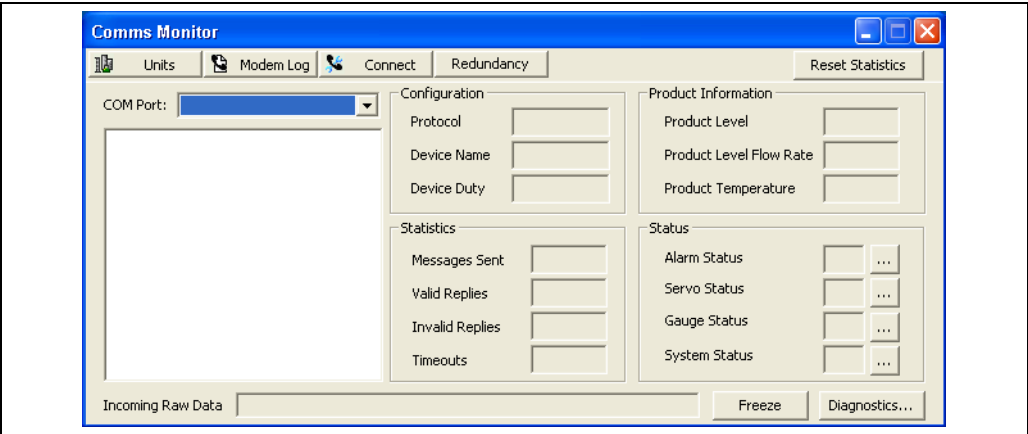 Comms Monitor
Units Modem Log Connect Redundancy Reset Statistics
COM Port:
Configuration
Protocol
Device Name
Device Duty
Product Information
Product Level
Product Level Flow Rate
Product Temperature
Statistics
Messages Sent
Valid Replies
Invalid Replies
Timeouts
Status
Alarm Status ...
Servo Status ...
Gauge Status ...
System Status ...
Incoming Raw Data Freeze Diagnostics...